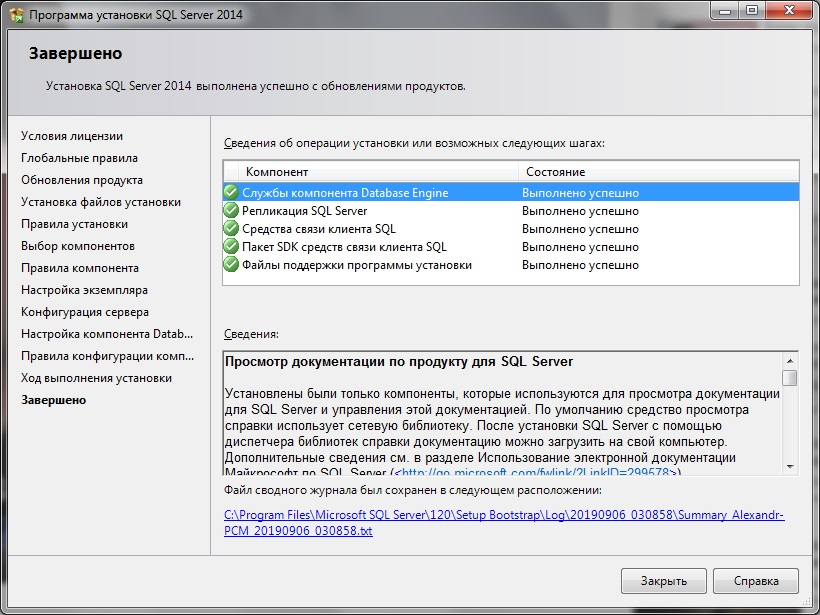 Программа установки SQL Server 2014
Завершено
Установка SQL Server 2014 выполнена успешно с обновлениями продуктов.
Условия лицензии
Глобальные правила
Обновления продукта
Установка файлов установки
Правила установки
Выбор компонентов
Правила компонента
Настройка экземпляра
Конфигурация сервера
Настройка компонента Datab...
Правила конфигурации комп...
Ход выполнения установки
Завершено
Сведения об операции установки или возможных следующих шагах:
Компонент Состояние
Службы компонента Database Engine Выполнено успешно
Репликация SQL Server Выполнено успешно
Средства связи клиента SQL Выполнено успешно
Пакет SDK средств связи клиента SQL Выполнено успешно
Файлы поддержки программы установки Выполнено успешно
Сведения:
Просмотр документации по продукту для SQL Server
Установлены были только компоненты, которые используются для просмотра документации
для SQL Server и управления этой документацией. По умолчанию средство просмотра
справки использует сетевую библиотеку. После установки SQL Server с помощью
диспетчера библиотек справки документацию можно загрузить на свой компьютер.
Дополнительные сведения см. в разделе Использование электронной документации
Майкрософт по SQL Server (<http://go.microsoft.com/fwlink/?LinkID=299578>).
Файл сводного журнала был сохранен в следующем расположении:
C:\Program Files\Microsoft SQL Server\120\Setup Bootstrap\Log\20190906_030858\Summary_Alexandr-
PCM_20190906_030858.txt
Закрыть
Справка